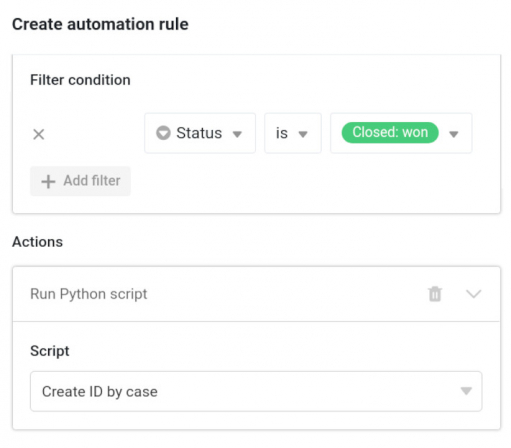 Create automation rule
Filter condition
Status is Closed: won
Add filter
Actions
Run Python script
Script
Create ID by case